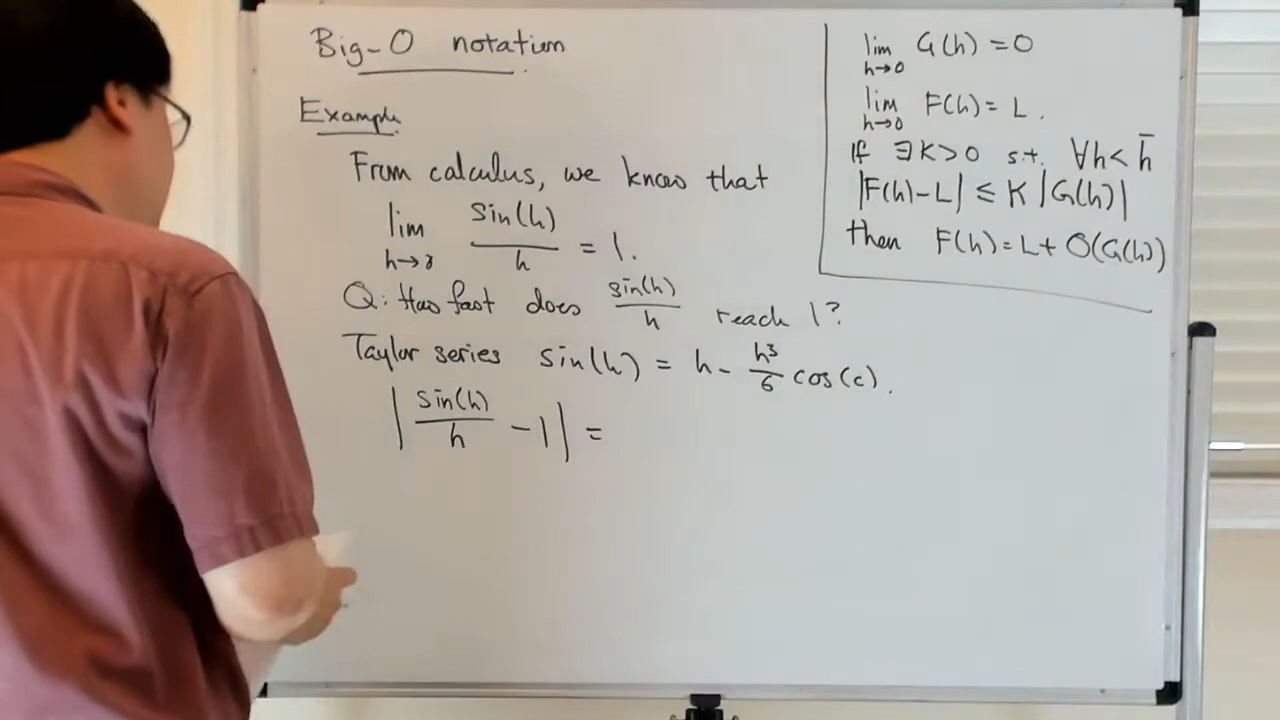 Big-O notation
Example
From calculus, we know that
lim h→0 sin(h)/h = 1.
Q: How fast does sin(h)/h reach 1?
Taylor series sin(h) = h - h³/6 cos(c).
|sin(h)/h - 1| =
lim h→0 G(h) = 0
lim h→0 F(h) = L.
If ∃K>0 s.t. ∀h< h̄
|F(h)-L| ≤ K |G(h)|
then F(h) = L + O(G(h))